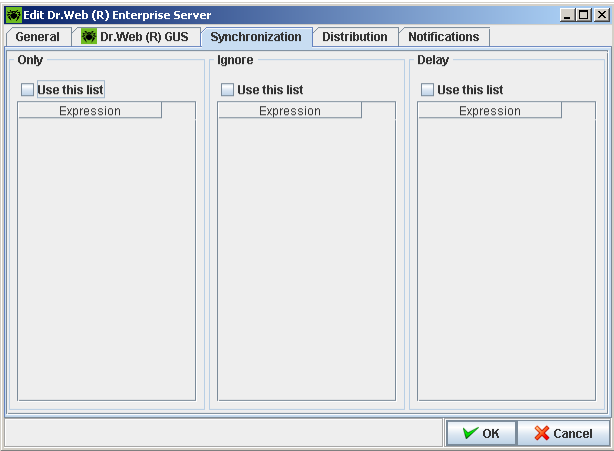 Edit Dr.Web (R) Enterprise Server
General Dr.Web (R) GUS Synchronization Distribution Notifications
Only Ignore Delay
Use this list Use this list Use this list
Expression Expression Expression
OK Cancel